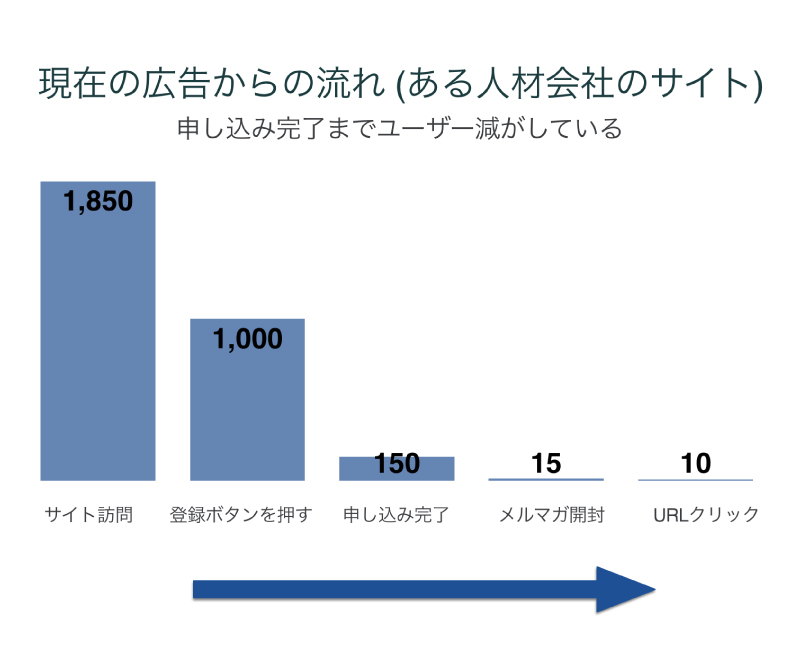 現在の広告からの流れ (ある人材会社のサイト)
申し込み完了まででユーザー減がしている
1,850
1,000
150
15
10
サイト訪問
登録ボタンを押す
申し込み完了
メルマガ開封
URLクリック